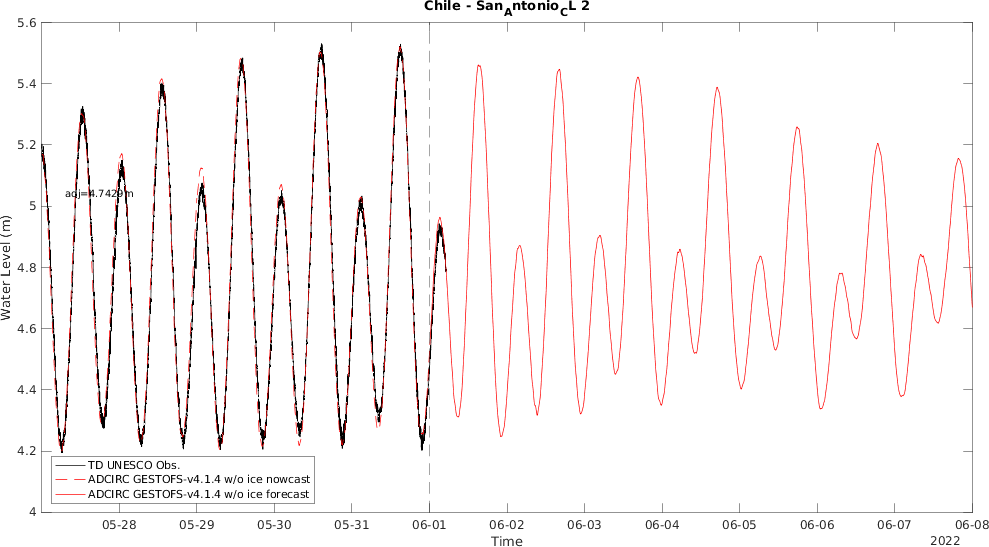 Chile - San_Antonio_CL 2
5.6
5.4
5.2
5
4.8
4.6
4.4
4.2
4
Water Level (m)
adj=4.7429m
TD UNESCO Obs.
ADCIRC GESTOFS-v4.1.4 w/o ice nowcast
ADCIRC GESTOFS-v4.1.4 w/o ice forecast
05-28 05-29 05-30 05-31 06-01 06-02 06-03 06-04 06-05 06-06 06-07 06-08
Time
2022